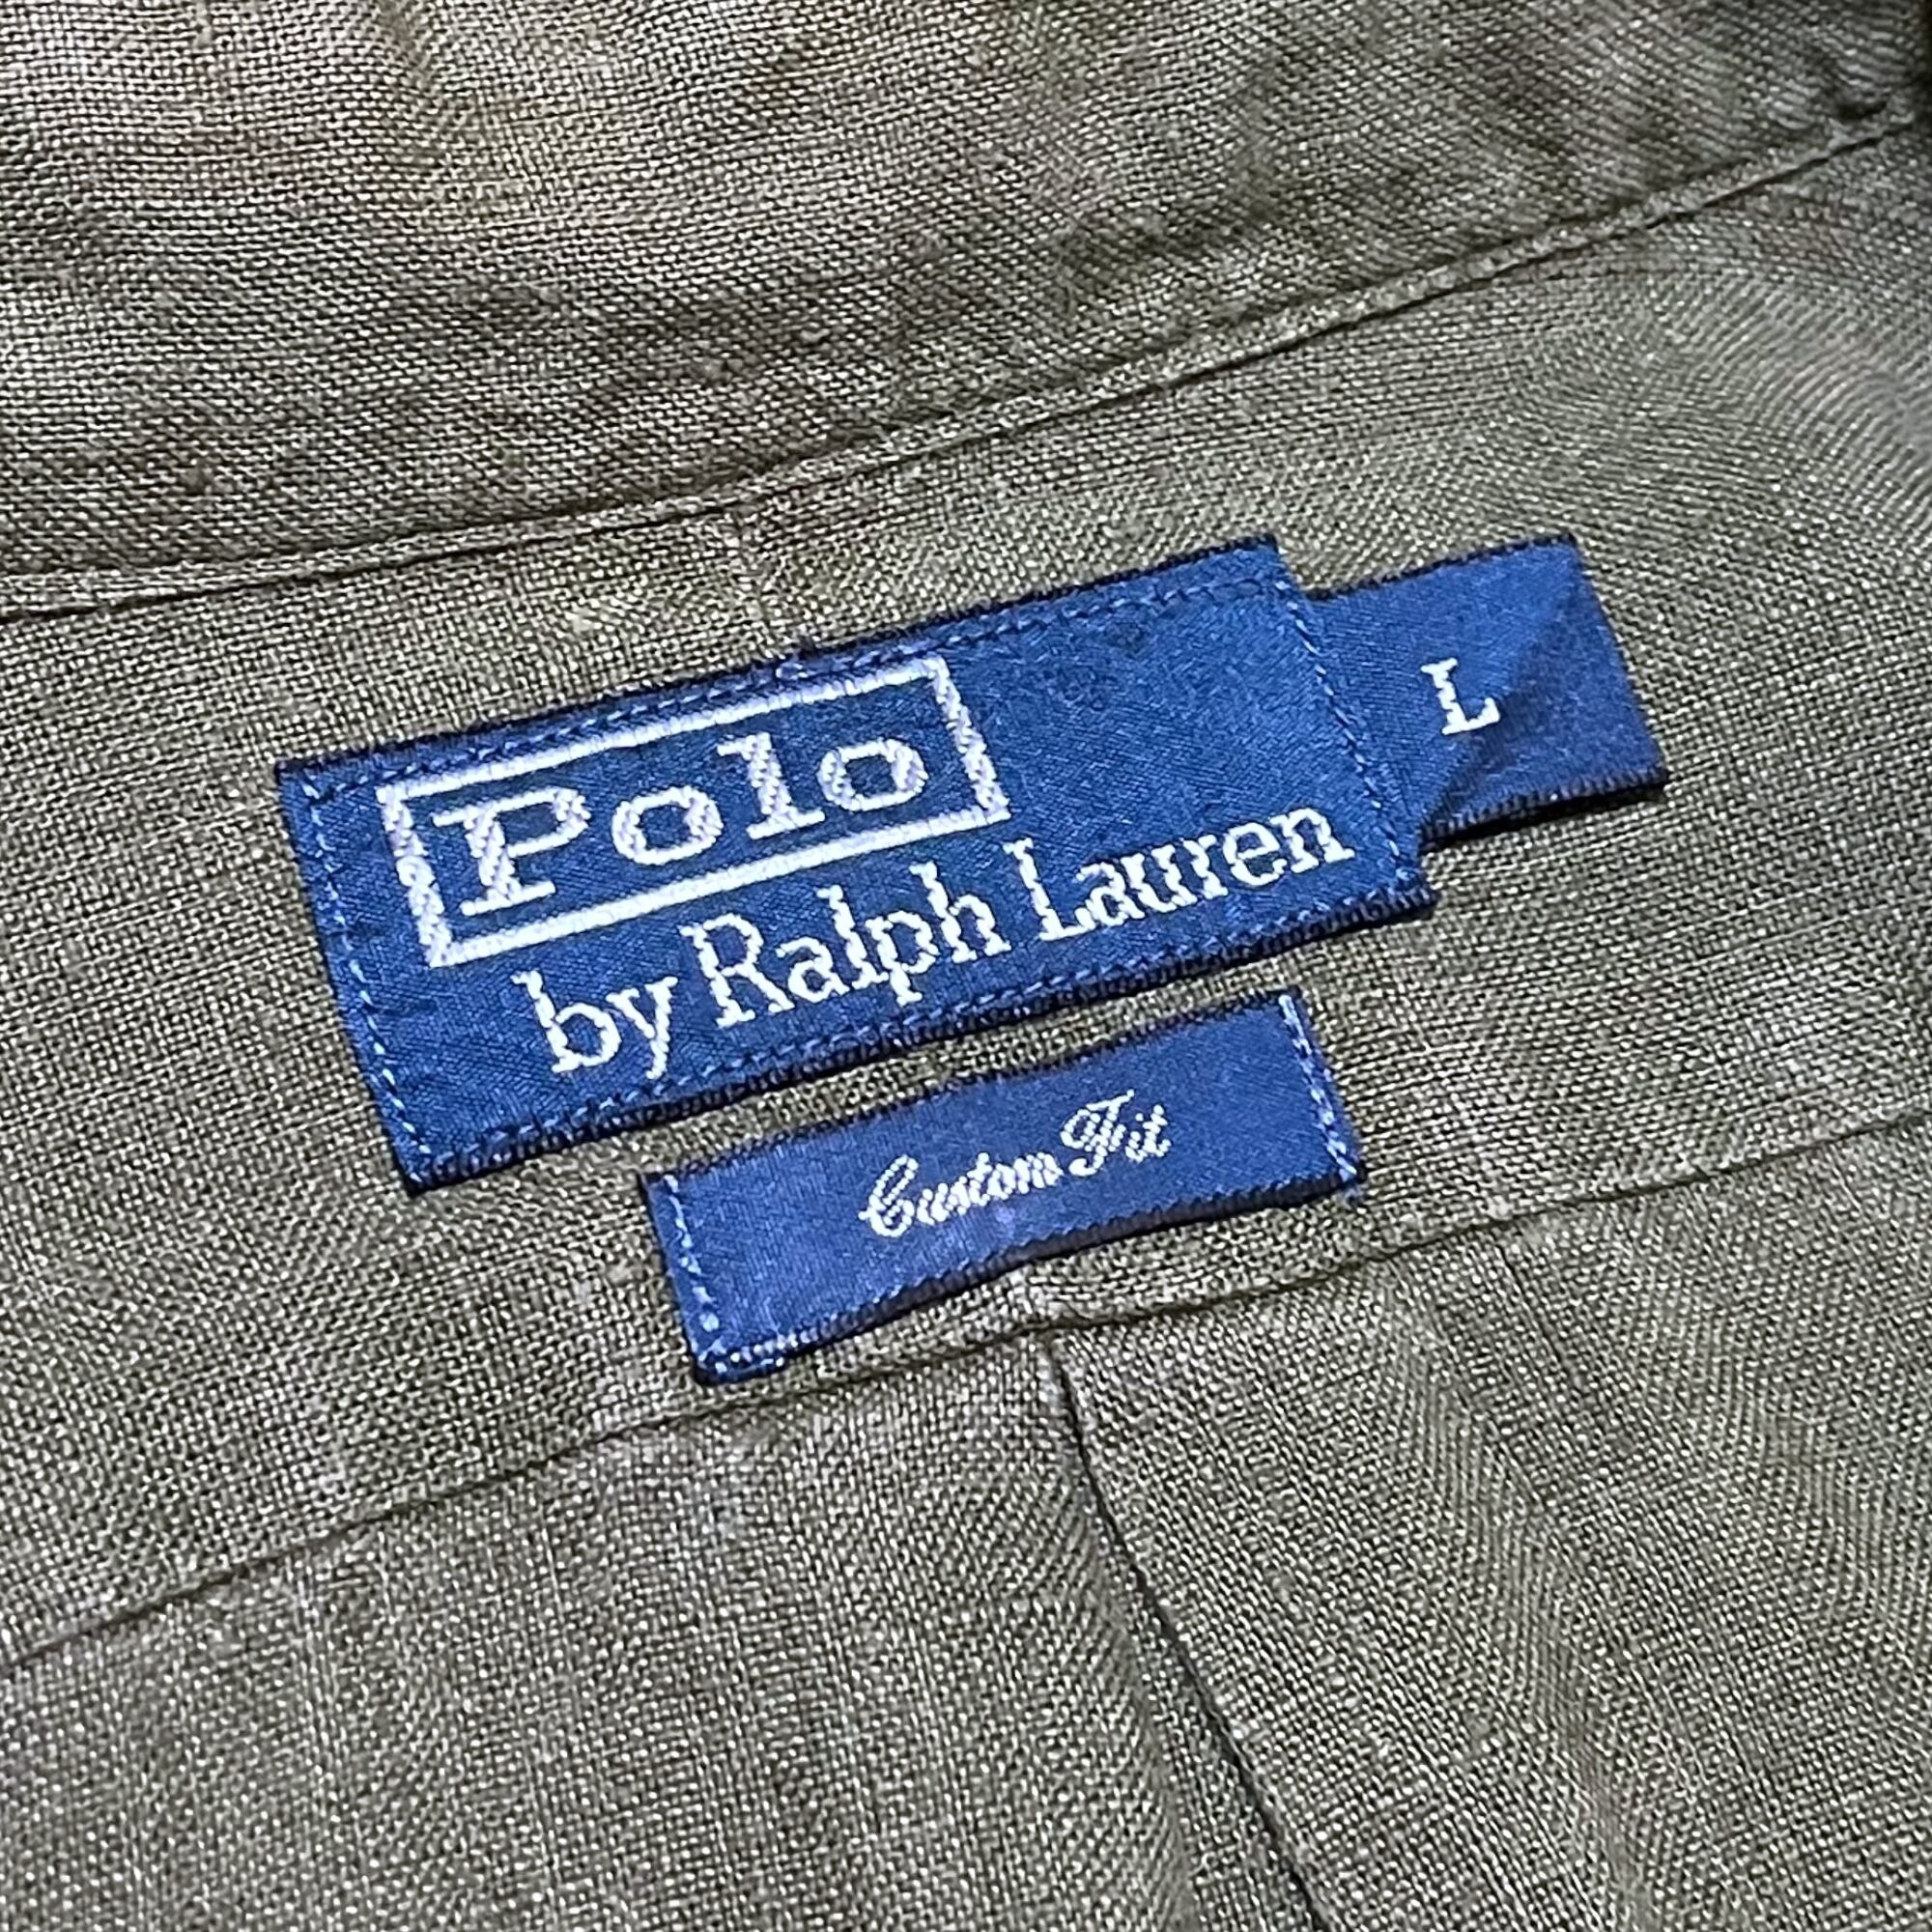 Polo
by Ralph Lauren
L
Custom Fit